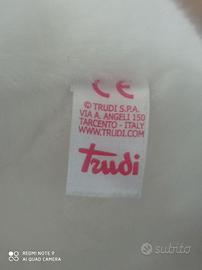 CE
© TRUDI S.P.A.
VIA A. ANGELI 150
TARCENTO - ITALY
WWW.TRUDI.COM
Trudi
REDMI NOTE 9
AI QUAD CAMERA
subito